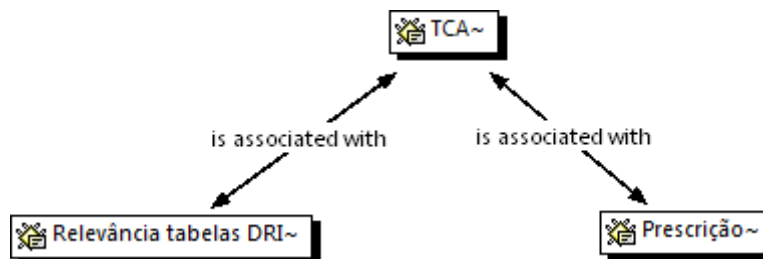 TCA~
is associated with
is associated with
Relevância tabelas DRI~
Prescrição~